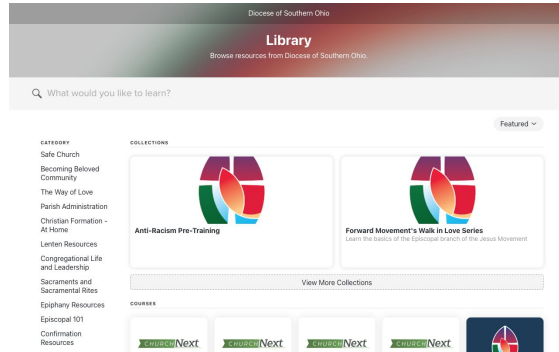 Diocese of Southern Ohio
Library
Browse resources from Diocese of Southern Ohio.
What would you like to learn?
Featured
CATEGORY
Safe Church
Becoming Beloved
Community
The Way of Love
Parish Administration
Christian Formation -
At Home
Lenten Resources
Congregational Life
and Leadership
Sacraments and
Sacramental Rites
Epiphany Resources
Episcopal 101
Confirmation
Resources
COLLECTIONS
Anti-Racism Pre-Training
Forward Movement's Walk in Love Series
Learn the basics of the Episcopal branch of the Jesus Movement
View More Collections
COURSES
CHURCHNext
CHURCHNext
CHURCHNext
CHURCHNext